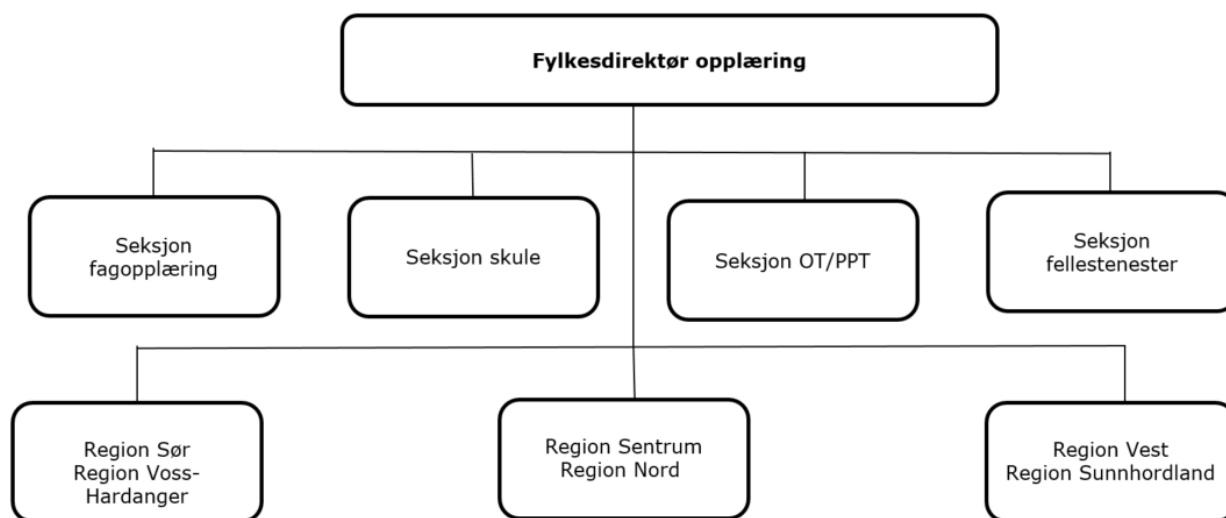 Fylkesdirektør opplæring
Seksjon
fagopplæring
Seksjon skule
Seksjon OT/PPT
Seksjon
fellestenester
Region Sør
Region Voss-
Hardanger
Region Sentrum
Region Nord
Region Vest
Region Sunnhordland